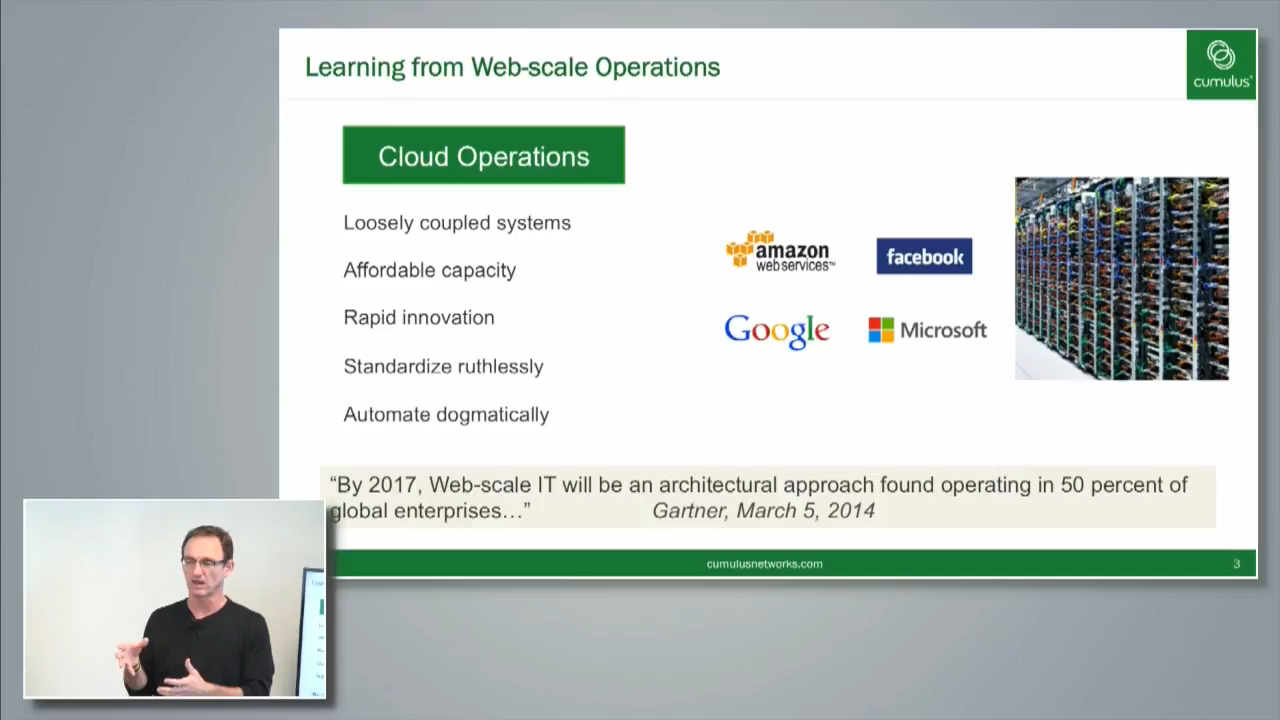 Learning from Web-scale Operations
cumulus
Cloud Operations
Loosely coupled systems
Affordable capacity
Rapid innovation
Standardize ruthlessly
Automate dogmatically
amazon
web services™
facebook
Google
Microsoft
“By 2017, Web-scale IT will be an architectural approach found operating in 50 percent of
global enterprises…” Gartner, March 5, 2014
cumulusnetworks.com
3